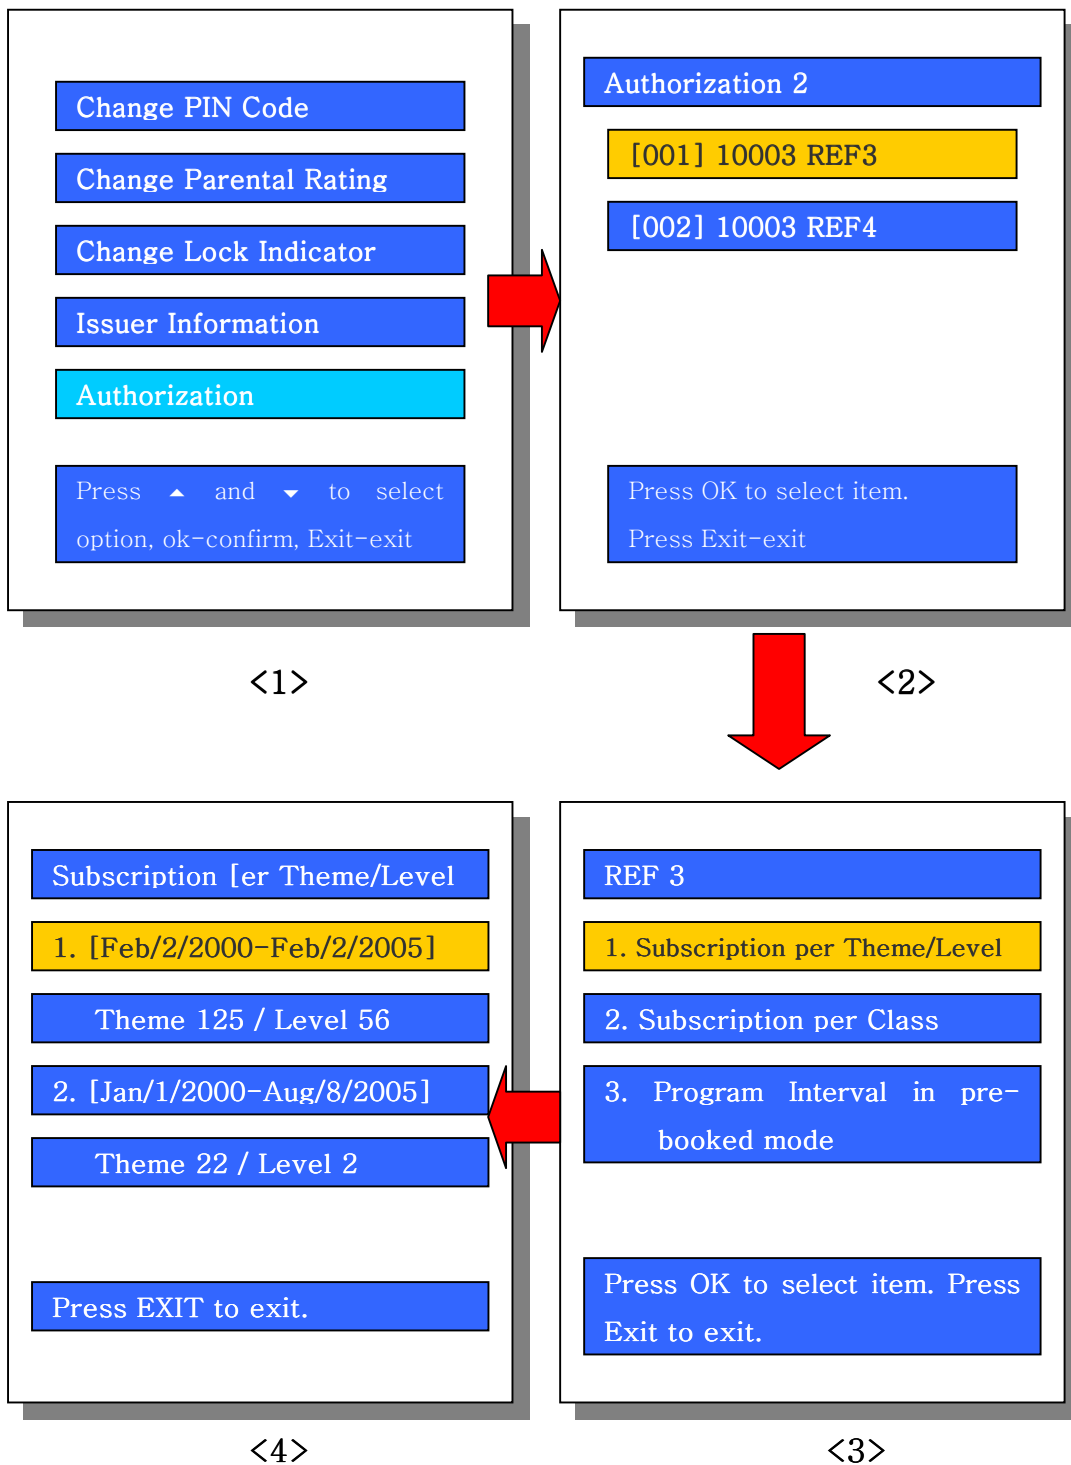 Change PIN Code
Change Parental Rating
Change Lock Indicator
Issuer Information
Authorization
Press ▲ and ▼ to select
option, ok-confirm, Exit-exit
<1>
Authorization 2
[001] 10003 REF3
[002] 10003 REF4
Press OK to select item.
Press Exit-exit
<2>
REF 3
1. Subscription per Theme/Level
2. Subscription per Class
3. Program Interval in pre-
booked mode
Press OK to select item. Press
Exit to exit.
<3>
Subscription [er Theme/Level
1. [Feb/2/2000-Feb/2/2005]
Theme 125 / Level 56
2. [Jan/1/2000-Aug/8/2005]
Theme 22 / Level 2
Press EXIT to exit.
<4>